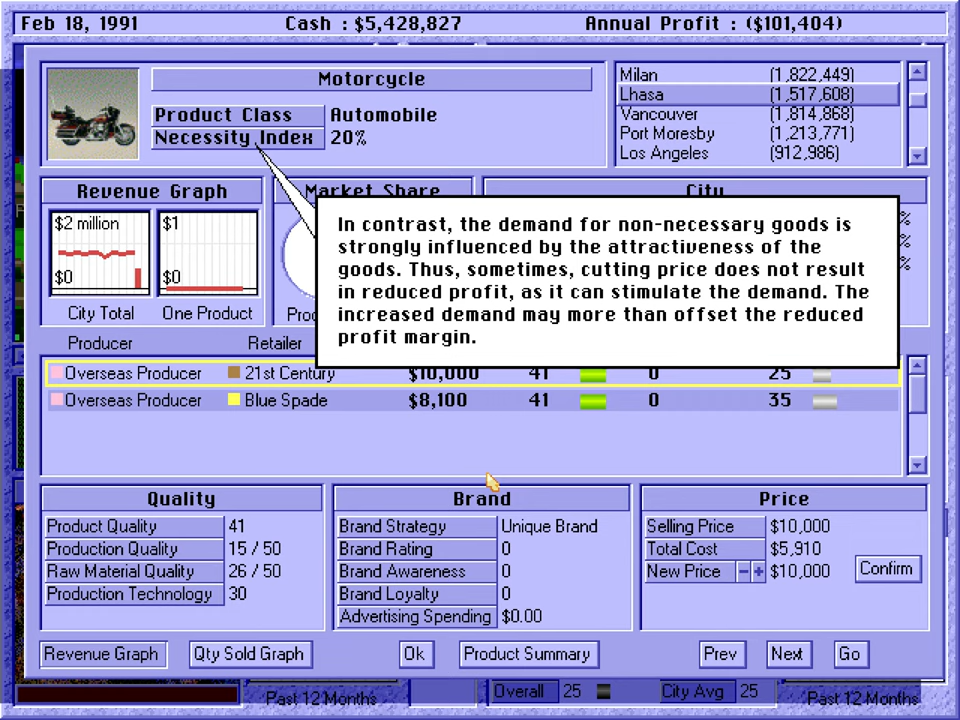 Feb 18, 1991 Cash : $5,428,827 Annual Profit : ($101,404)
Motorcycle
Product Class Automobile
Necessity Index 20%
Milan (1,822,449)
Lhasa (1,517,608)
Vancouver (1,814,868)
Port Moresby (1,213,771)
Los Angeles (912,986)
Revenue Graph Market Share City
$2 million $1
$0 $0
City Total One Product
In contrast, the demand for non-necessary goods is
strongly influenced by the attractiveness of the
goods. Thus, sometimes, cutting price does not result
in reduced profit, as it can stimulate the demand. The
increased demand may more than offset the reduced
profit margin.
Producer Retailer
Overseas Producer 21st Century $10,000 41 0 25
Overseas Producer Blue Spade $8,100 41 0 35
Quality
Product Quality 41
Production Quality 15 / 50
Raw Material Quality 26 / 50
Production Technology 30
Brand
Brand Strategy Unique Brand
Brand Rating 0
Brand Awareness 0
Brand Loyalty 0
Advertising Spending $0.00
Price
Selling Price $10,000
Total Cost $5,910
New Price - + $10,000
Confirm
Revenue Graph Qty Sold Graph Ok Product Summary Prev Next Go
Past 12 Months Overall 25 City Avg 25 Past 12 Months